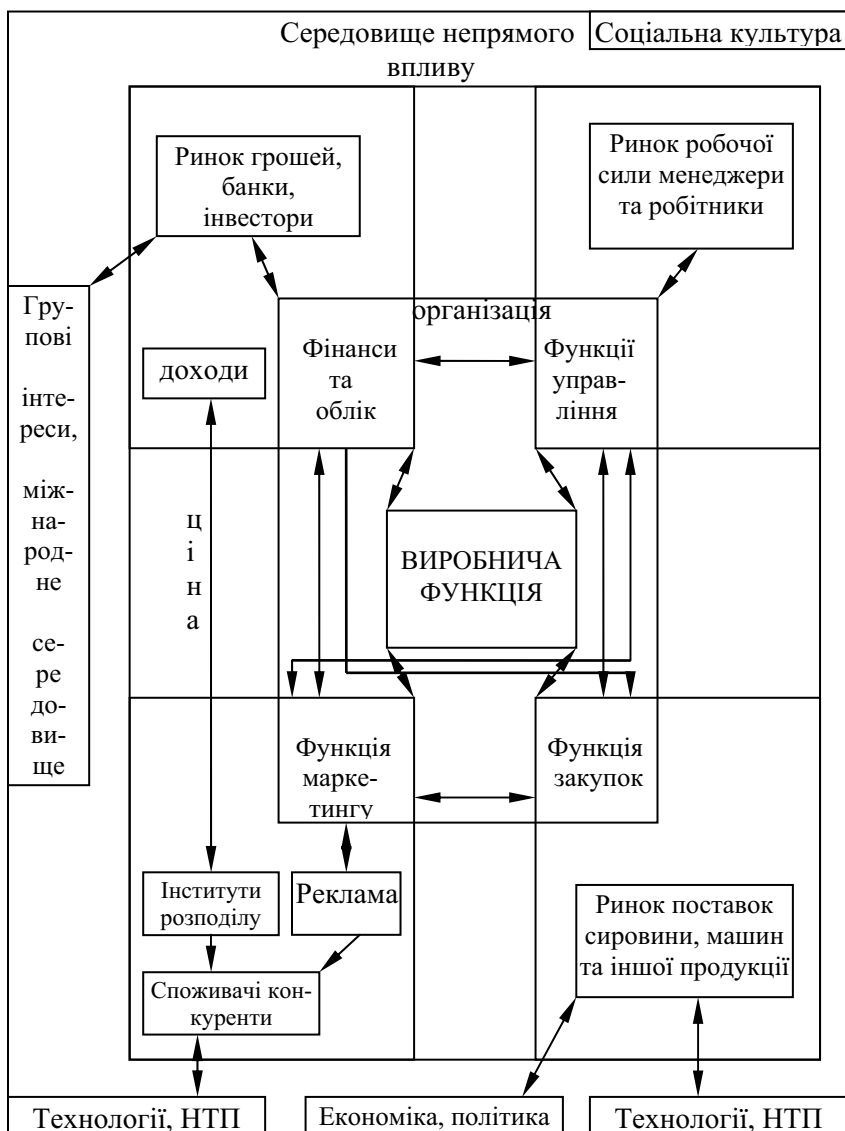 Середовище непрямого
впливу
Соціальна культура
Ринок грошей,
банки,
інвестори
Ринок робочої
сили менеджери
та робітники
Гру-
пові
інте-
реси,
між-
на-
род-
не
се-
ре
до-
ви-
ще
організація
Фінанси
та
облік
Функції
управ-
ління
доходи
ц
і
н
а
ВИРОБНИЧА
ФУНКЦІЯ
Функція
марке-
тингу
Функція
закупок
Інститути
розподілу
Реклама
Ринок поставок
сировини, машин
та іншої продукції
Споживачі кон-
куренти
Технології, НТП
Економіка, політика
Технології, НТП